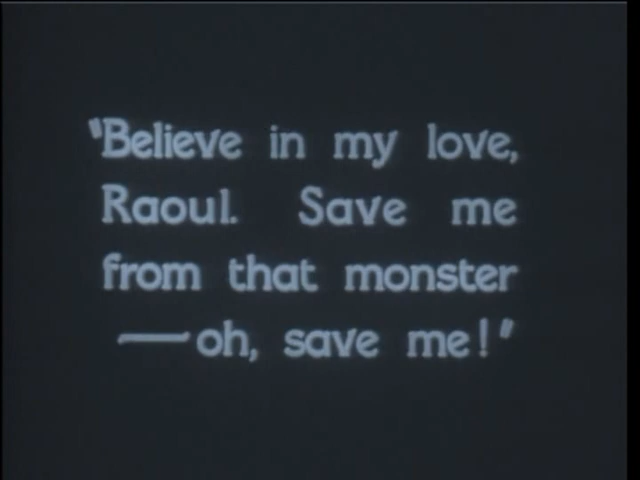 "Believe in my love,
Raoul. Save me
from that monster
—oh, save me!"